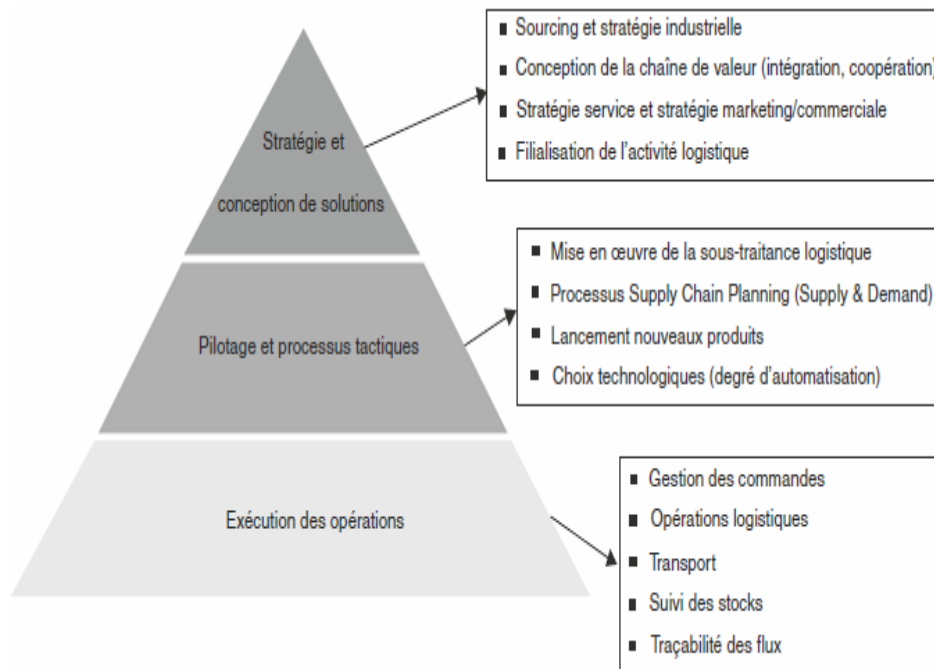 Stratégie et
conception de solutions
▪ Sourcing et stratégie industrielle
▪ Conception de la chaîne de valeur (intégration, coopération)
▪ Stratégie service et stratégie marketing/commerciale
▪ Filialisation de l'activité logistique
Pilotage et processus tactiques
▪ Mise en œuvre de la sous-traitance logistique
▪ Processus Supply Chain Planning (Supply & Demand)
▪ Lancement nouveaux produits
▪ Choix technologiques (degré d'automatisation)
Exécution des opérations
▪ Gestion des commandes
▪ Opérations logistiques
▪ Transport
▪ Suivi des stocks
▪ Traçabilité des flux